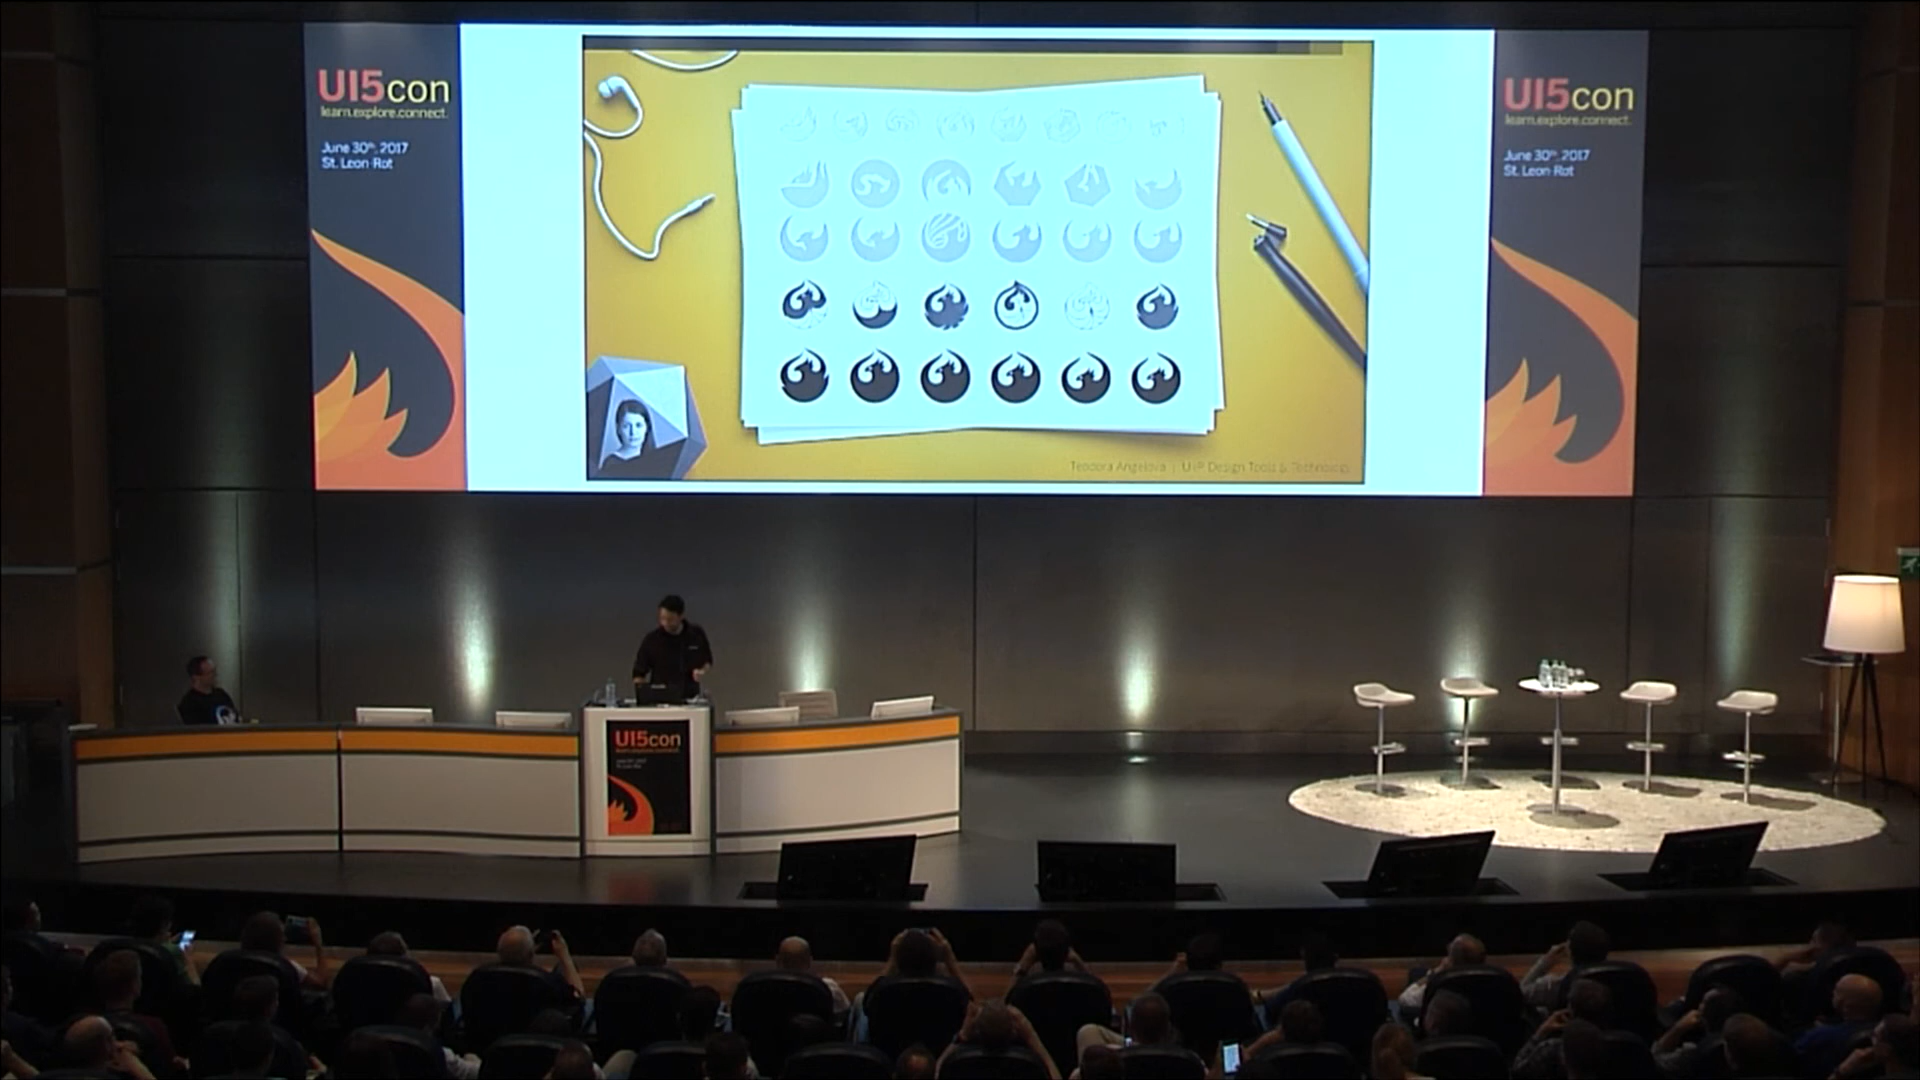 UI5con
learn.explore.connect.
June 30th, 2017
St. Leon-Rot
UI5con
learn.explore.connect.
June 30th, 2017
St. Leon-Rot
Teodora Angelova | Design Tools & Technology
UI5con